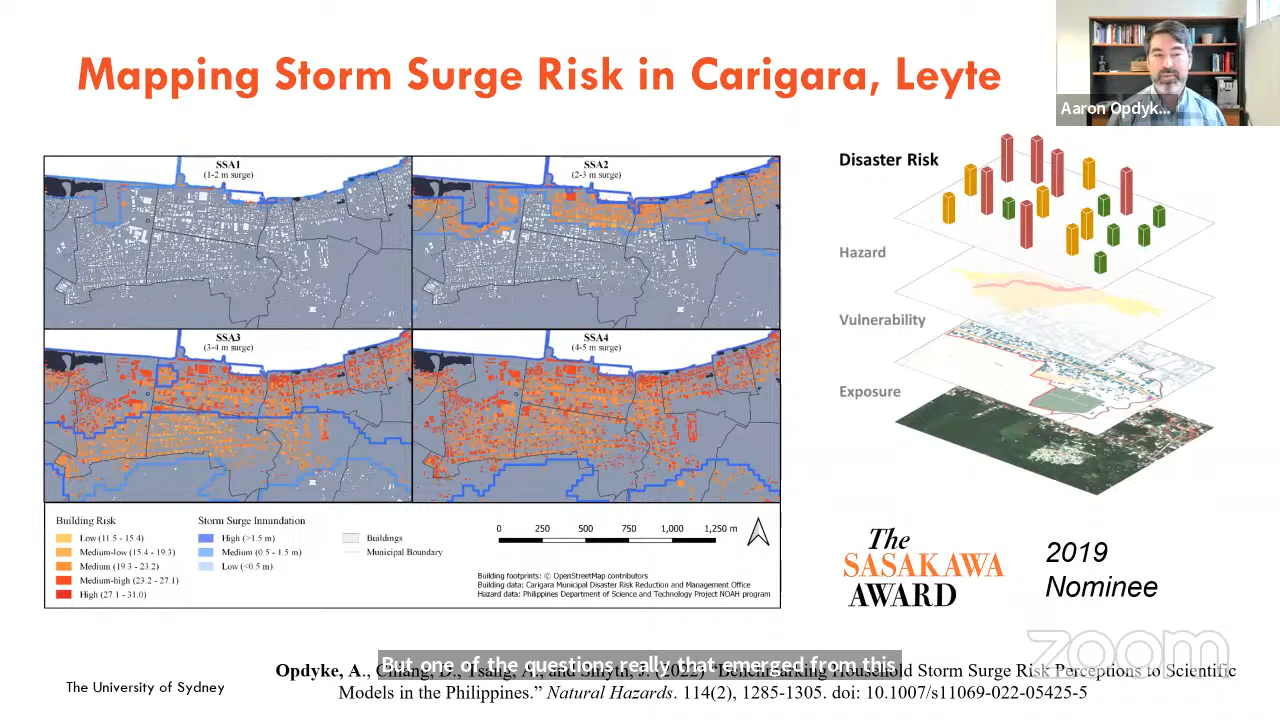 Mapping Storm Surge Risk in Carigara, Leyte
Aaron Opdyk...
SSA1
(1-2 m surge)
SSA2
(2-3 m surge)
SSA3
(3-4 m surge)
SSA4
(4-5 m surge)
Building Risk
Low (11.5 - 15.4)
Medium-low (15.4 - 19.3)
Medium (19.3 - 23.2)
Medium-high (23.2 - 27.1)
High (27.1 - 31.0)
Storm Surge Innundation
High (>1.5 m)
Medium (0.5 - 1.5 m)
Low (<0.5 m)
Buildings
Municipal Boundary
0 250 500 750 1,000 1,250 m
Building footprints: © OpenStreetMap contributors
Building data: Carigara Municipal Disaster Risk Reduction and Management Office
Hazard data: Philippines Department of Science and Technology Project NOAH program
Disaster Risk
Hazard
Vulnerability
Exposure
The
SASAKAWA
AWARD
2019
Nominee
zoom
But one of the questions really that emerged from this
Opdyke, A., Household Storm Surge Risk Perceptions to Scientific
Models in the Philippines.” Natural Hazards. 114(2), 1285-1305. doi: 10.1007/s11069-022-05425-5
The University of Sydney